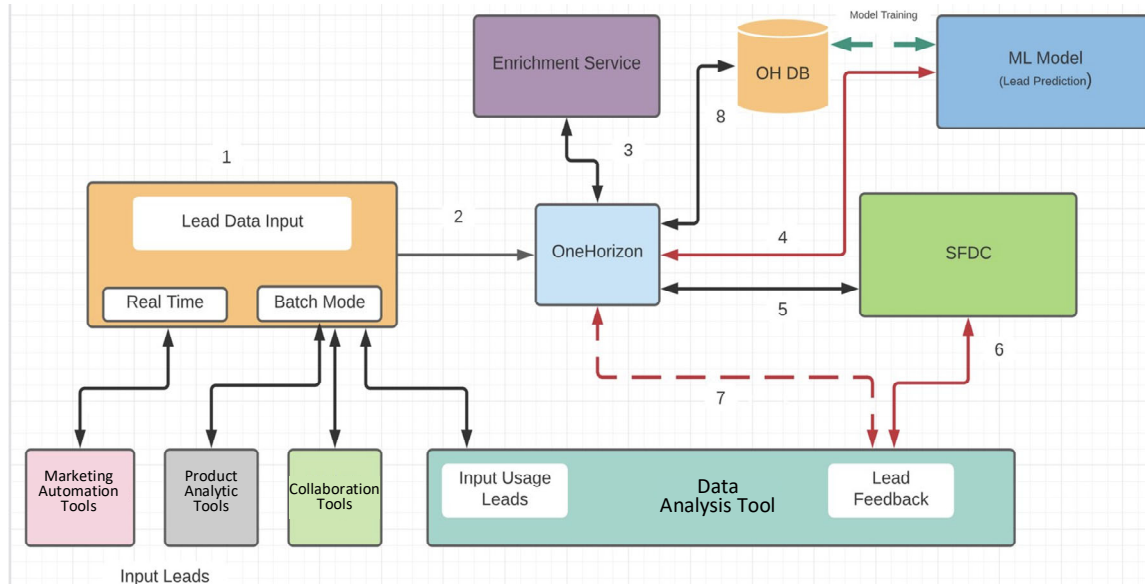 Model Training
Enrichment Service
OH DB
ML Model
(Lead Prediction)
8
3
1
Lead Data Input
2
OneHorizon
4
SFDC
Real Time
Batch Mode
5
6
7
Marketing
Automation
Tools
Product
Analytic
Tools
Collaboration
Tools
Input Usage
Leads
Data
Analysis Tool
Lead
Feedback
Input Leads